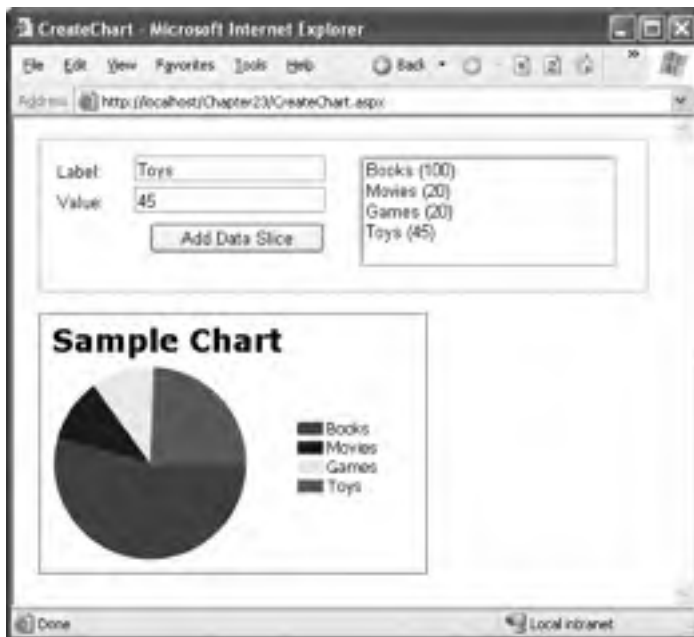 CreateChart - Microsoft Internet Explorer
File Edit View Favorites Tools Help Back »
Address http://localhost/Chapter23/CreateChart.aspx
Label: Toys
Value: 45
Add Data Slice
Books (100)
Movies (20)
Games (20)
Toys (45)
Sample Chart
Books
Movies
Games
Toys
Done Local intranet